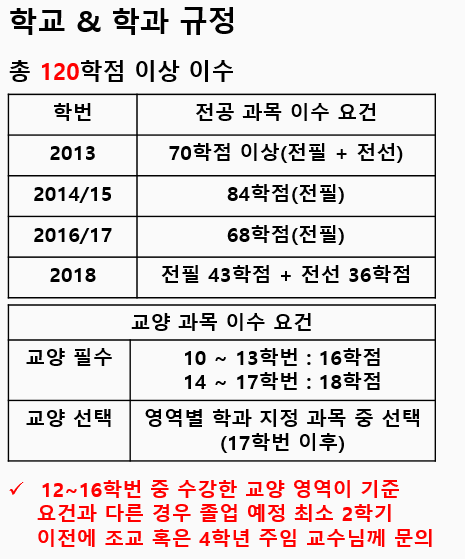 학교 & 학과 규정
총 120학점 이상 이수
학번 전공 과목 이수 요건
2013 70학점 이상(전필 + 전선)
2014/15 84학점(전필)
2016/17 68학점(전필)
2018 전필 43학점 + 전선 36학점
교양 과목 이수 요건
교양 필수 10 ~ 13학번 : 16학점
14 ~ 17학번 : 18학점
교양 선택 영역별 학과 지정 과목 중 선택
(17학번 이후)
✓ 12~16학번 중 수강한 교양 영역이 기준
요건과 다른 경우 졸업 예정 최소 2학기
이전에 조교 혹은 4학년 주임 교수님께 문의